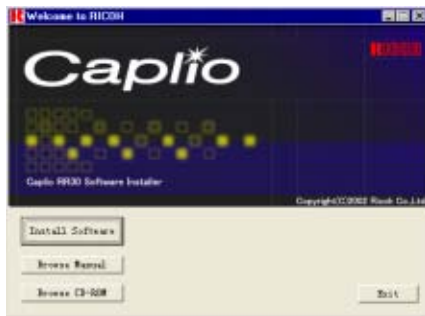 Welcome to RICOH
RICOH
Caplio
Caplio RR30 Software Installer
Copyright(C)2002 Ricoh Co.,Ltd
Install Software
Browse Manual
Browse CD-ROM
Exit